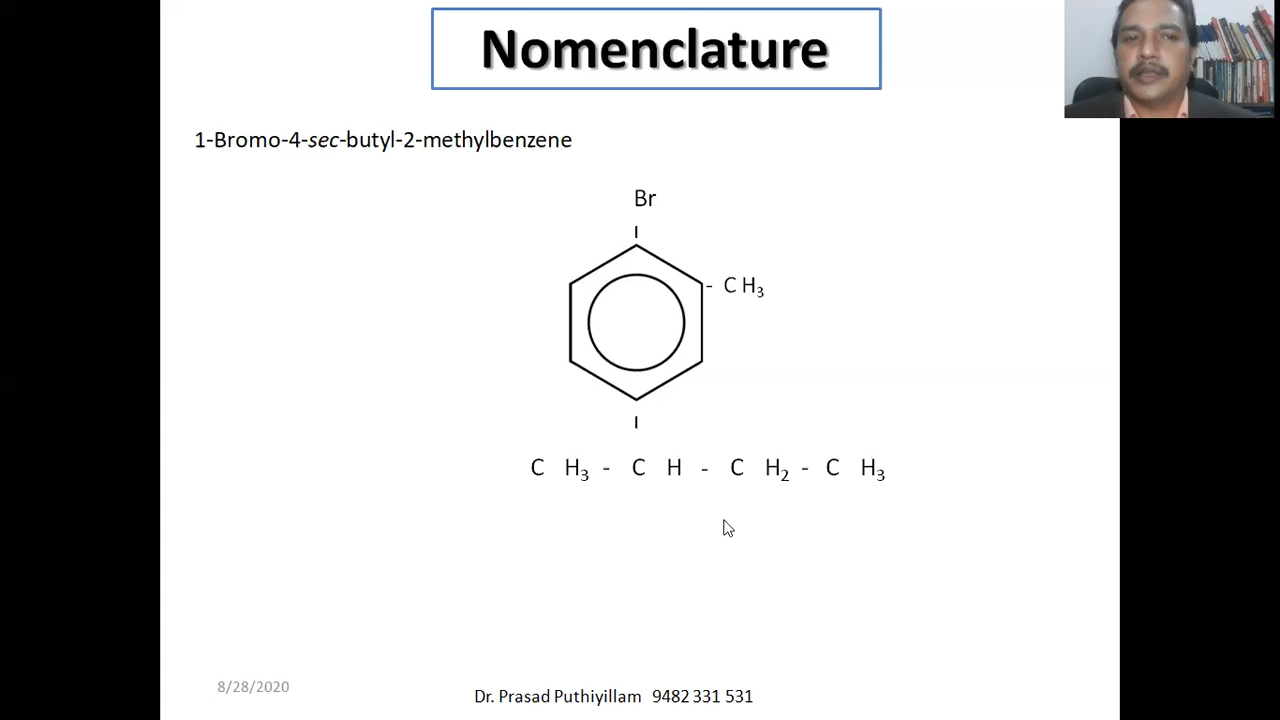 Nomenclature
1-Bromo-4-sec-butyl-2-methylbenzene
Br
- C H₃
C H₃ - C H - C H₂ - C H₃
8/28/2020
Dr. Prasad Puthiyillam 9482 331 531